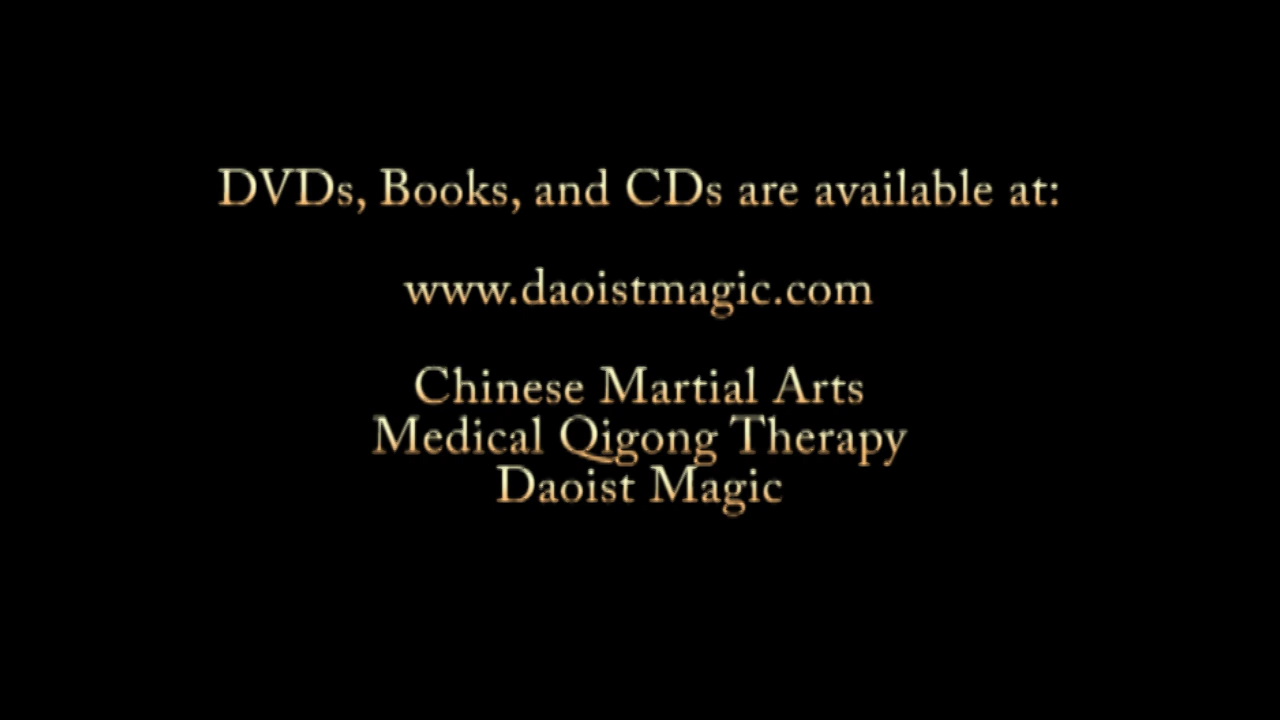 DVDs, Books, and CDs are available at:
www.daoistmagic.com
Chinese Martial Arts
Medical Qigong Therapy
Daoist Magic